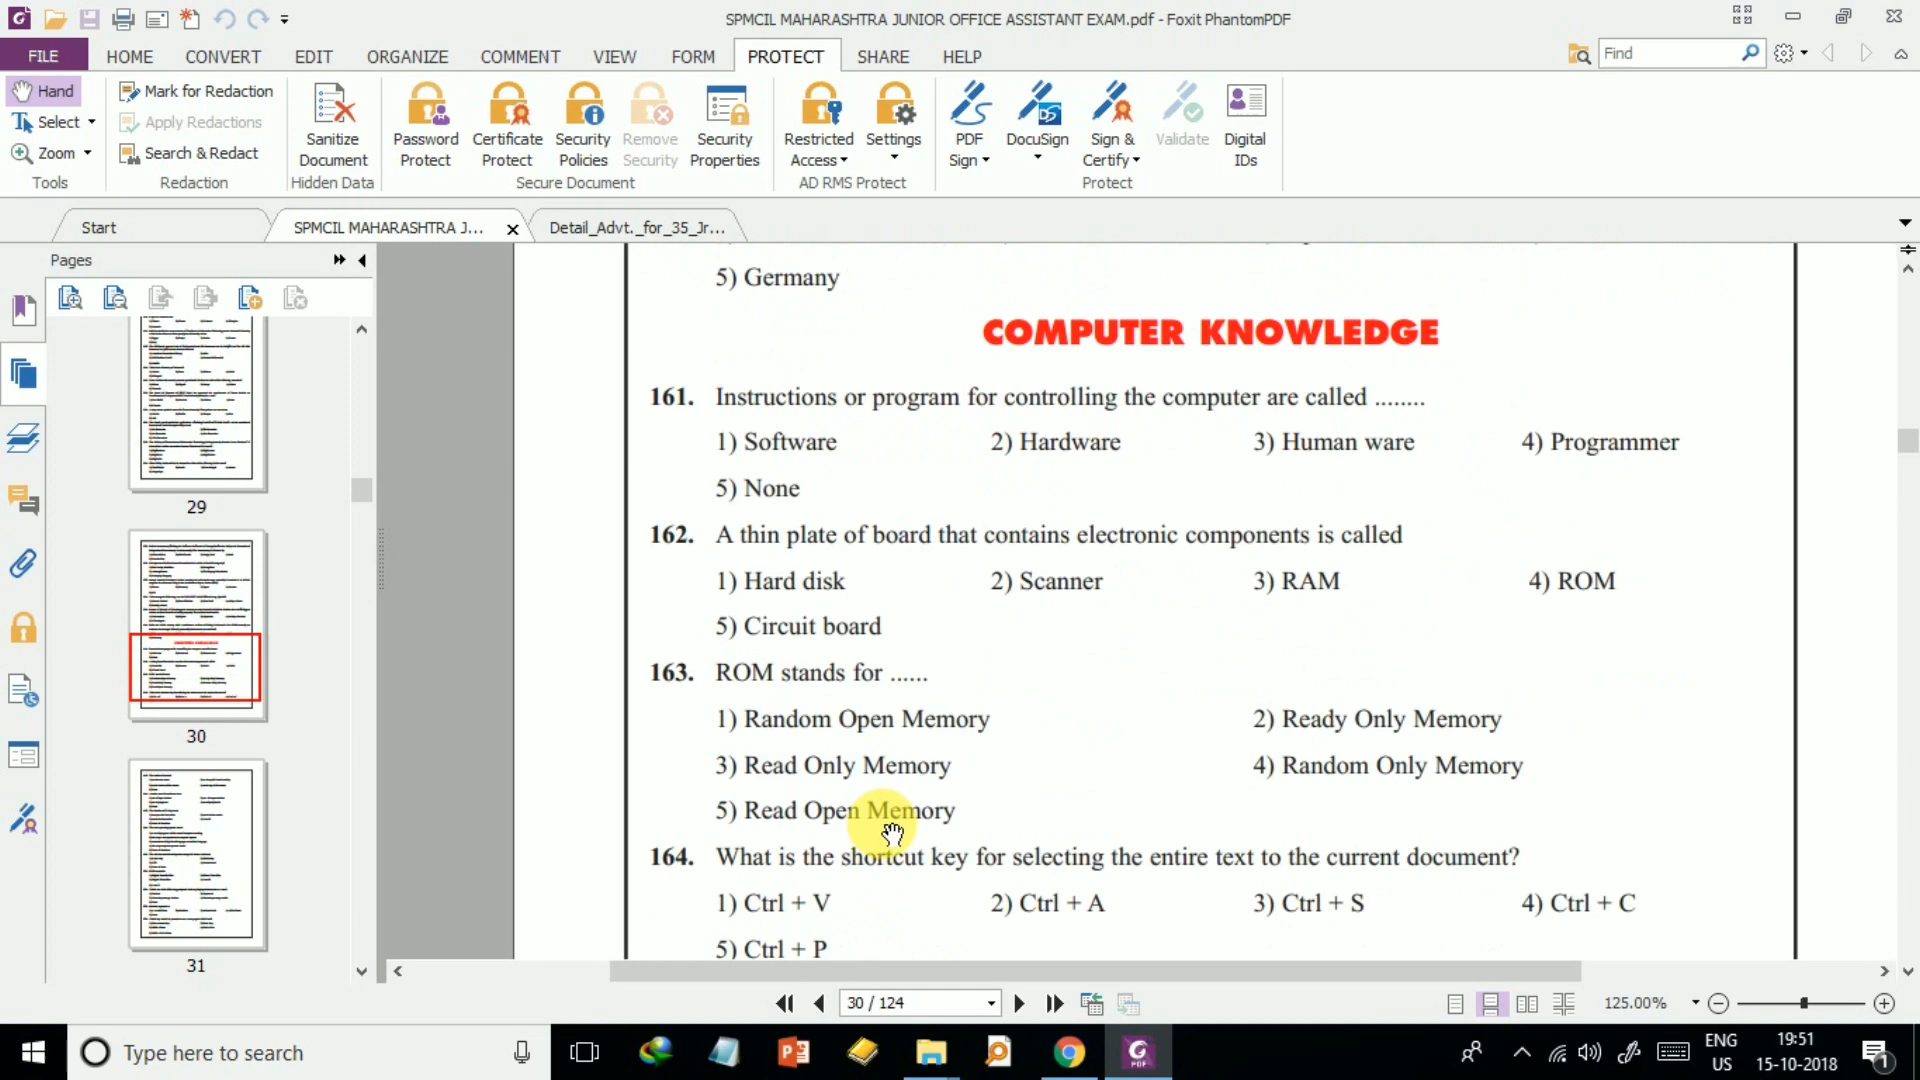 SPMCIL MAHARASHTRA JUNIOR OFFICE ASSISTANT EXAM.pdf - Foxit PhantomPDF
FILE HOME CONVERT EDIT ORGANIZE COMMENT VIEW FORM PROTECT SHARE HELP Find
Hand
Select
Zoom
Tools
Mark for Redaction
Apply Redactions
Search & Redact
Redaction
Sanitize Document
Hidden Data
Password Protect
Certificate Protect
Security Policies
Remove Security
Security Properties
Secure Document
Restricted Access
Settings
AD RMS Protect
PDF Sign
DocuSign
Sign & Certify
Validate
Digital IDs
Protect
Start SPMCIL MAHARASHTRA J... Detail_Advt._for_35_Jr...
Pages
29
30
31
5) Germany
COMPUTER KNOWLEDGE
161. Instructions or program for controlling the computer are called ........
1) Software 2) Hardware 3) Human ware 4) Programmer
5) None
162. A thin plate of board that contains electronic components is called
1) Hard disk 2) Scanner 3) RAM 4) ROM
5) Circuit board
163. ROM stands for ......
1) Random Open Memory 2) Ready Only Memory
3) Read Only Memory 4) Random Only Memory
5) Read Open Memory
164. What is the shortcut key for selecting the entire text to the current document?
1) Ctrl + V 2) Ctrl + A 3) Ctrl + S 4) Ctrl + C
5) Ctrl + P
30 / 124 125.00%
Type here to search
ENG
US
19:51
15-10-2018
1